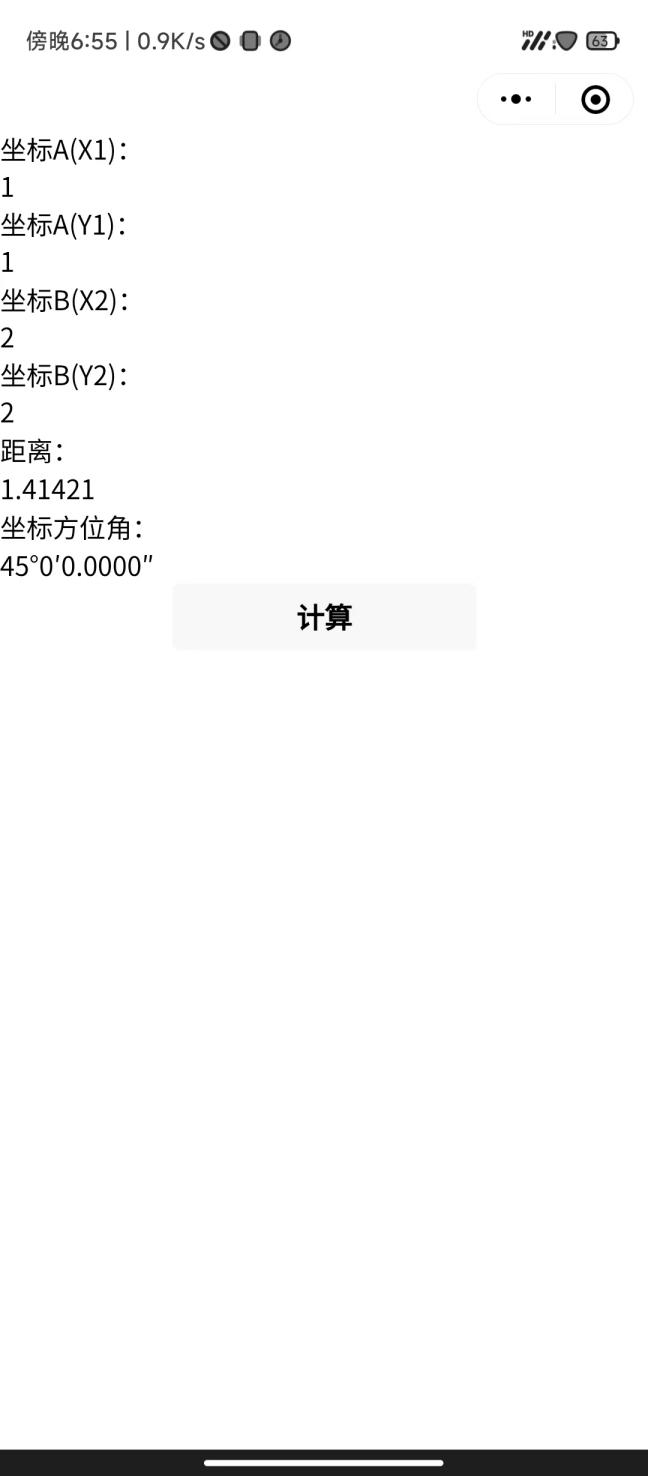 傍晚6:55 | 0.9K/s
HD
63
坐标A(X1):
1
坐标A(Y1):
1
坐标B(X2):
2
坐标B(Y2):
2
距离:
1.41421
坐标方位角:
45°0′0.0000″
计算